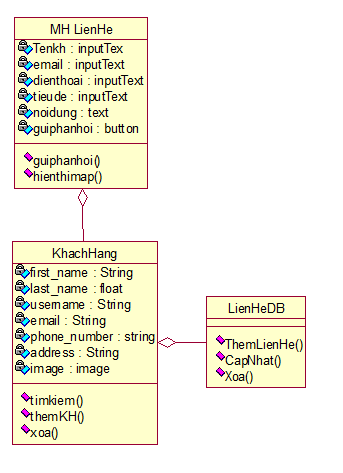 MH LienHe
Tenkh : inputTex
email : inputText
dienthoai : inputText
tieude : inputText
noidung : text
guiphanhoi : button
guiphanhoi()
hienthimap()
KhachHang
first_name : String
last_name : float
username : String
email : String
phone_number : string
address : String
image : image
timkiem()
themKH()
xoa()
LienHeDB
ThemLienHe()
CapNhat()
Xoa()